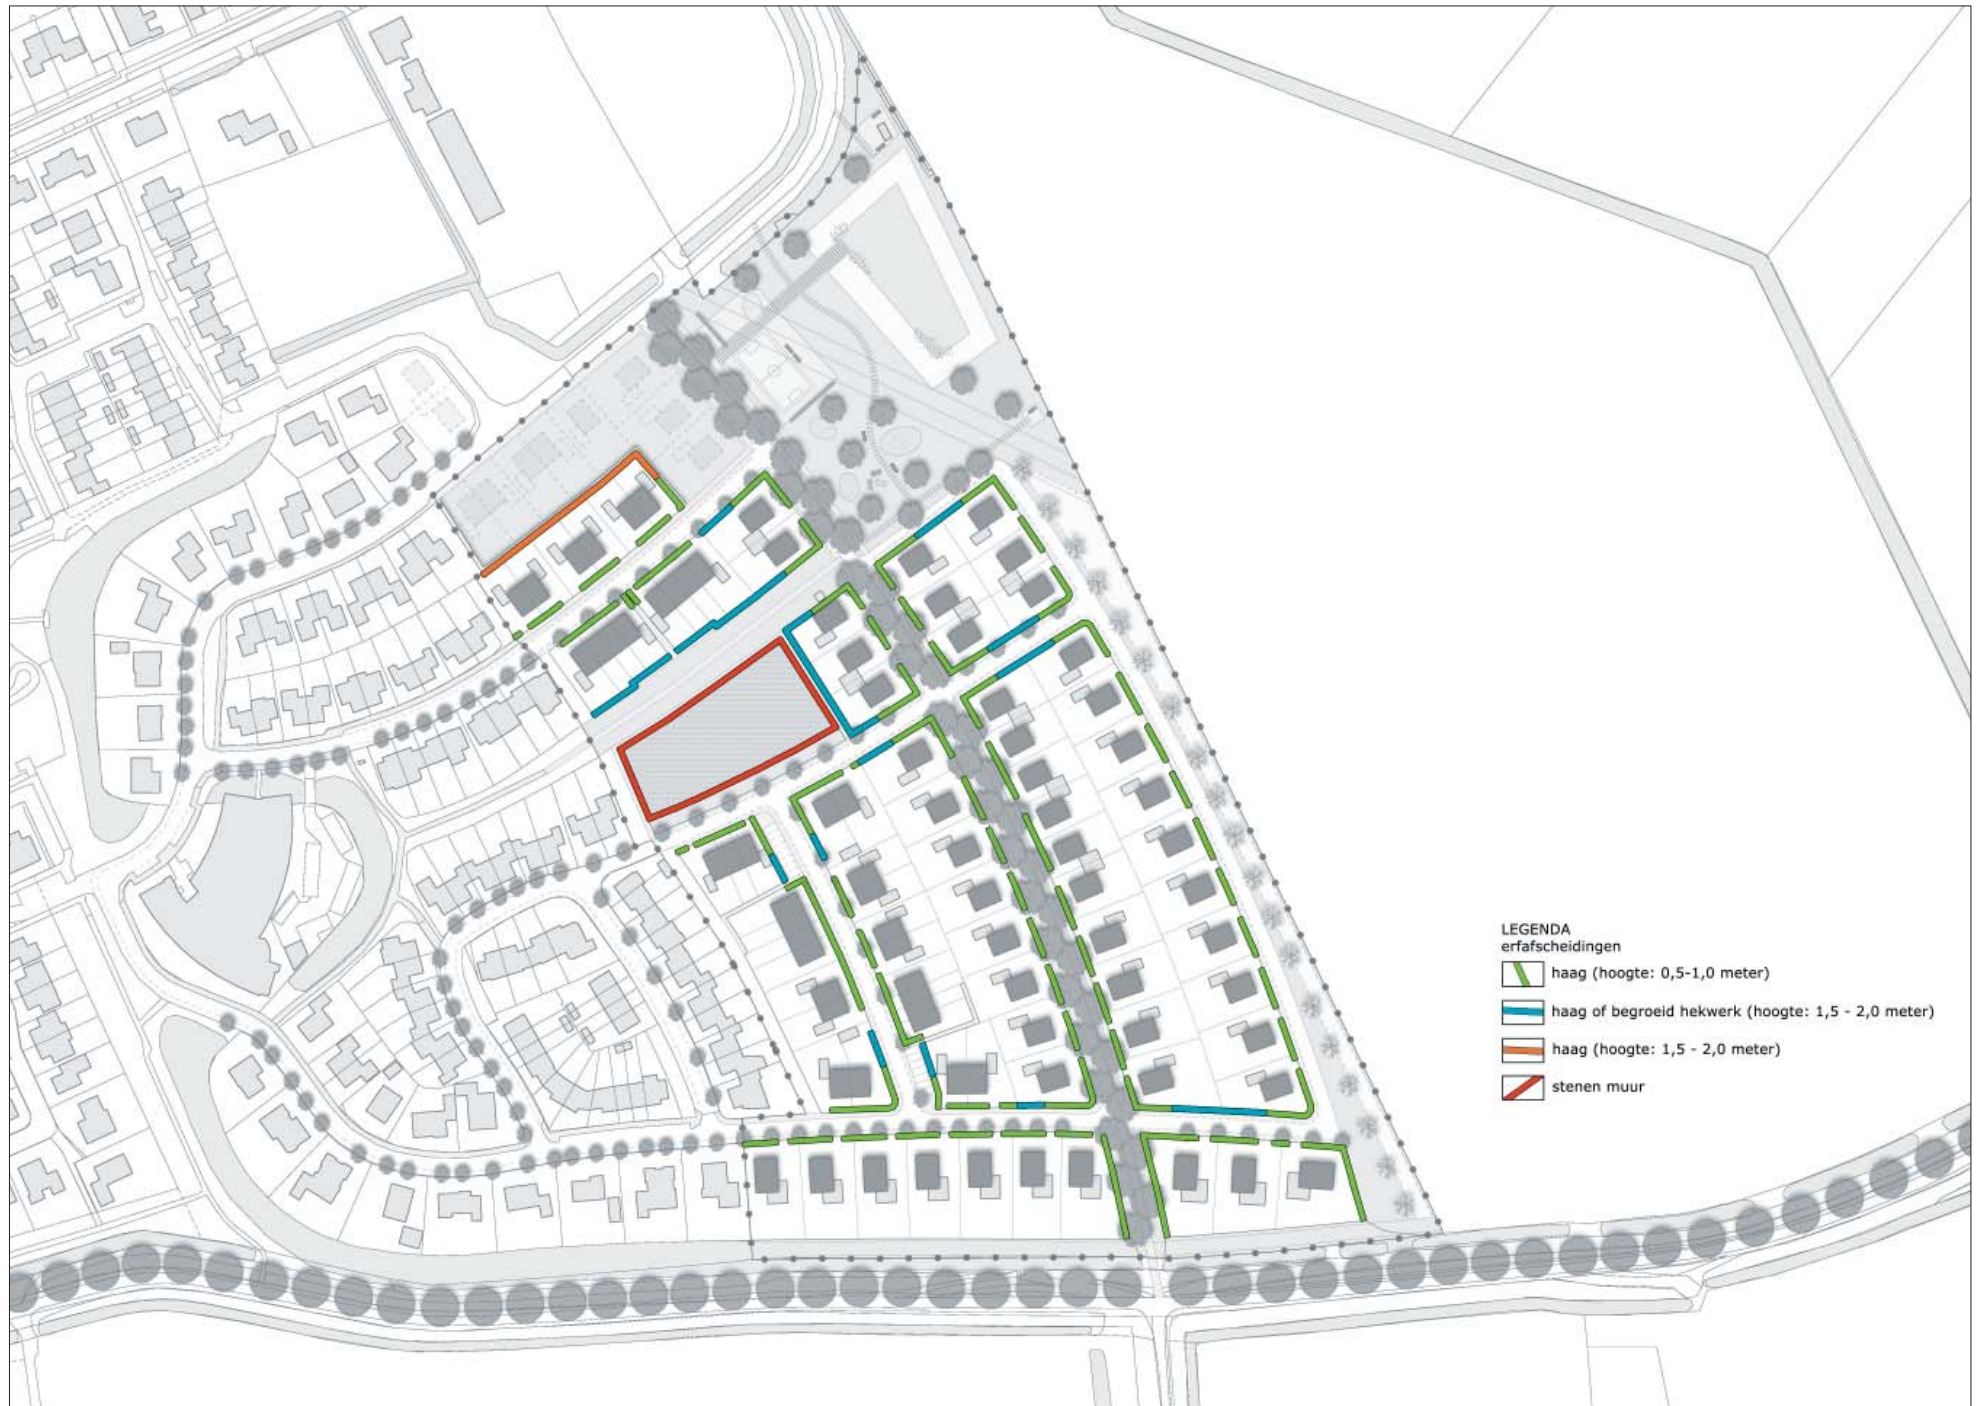 LEGENDA
erfafscheidingen
haag (hoogte: 0,5-1,0 meter)
haag of begroeid hekwerk (hoogte: 1,5 - 2,0 meter)
haag (hoogte: 1,5 - 2,0 meter)
stenen muur